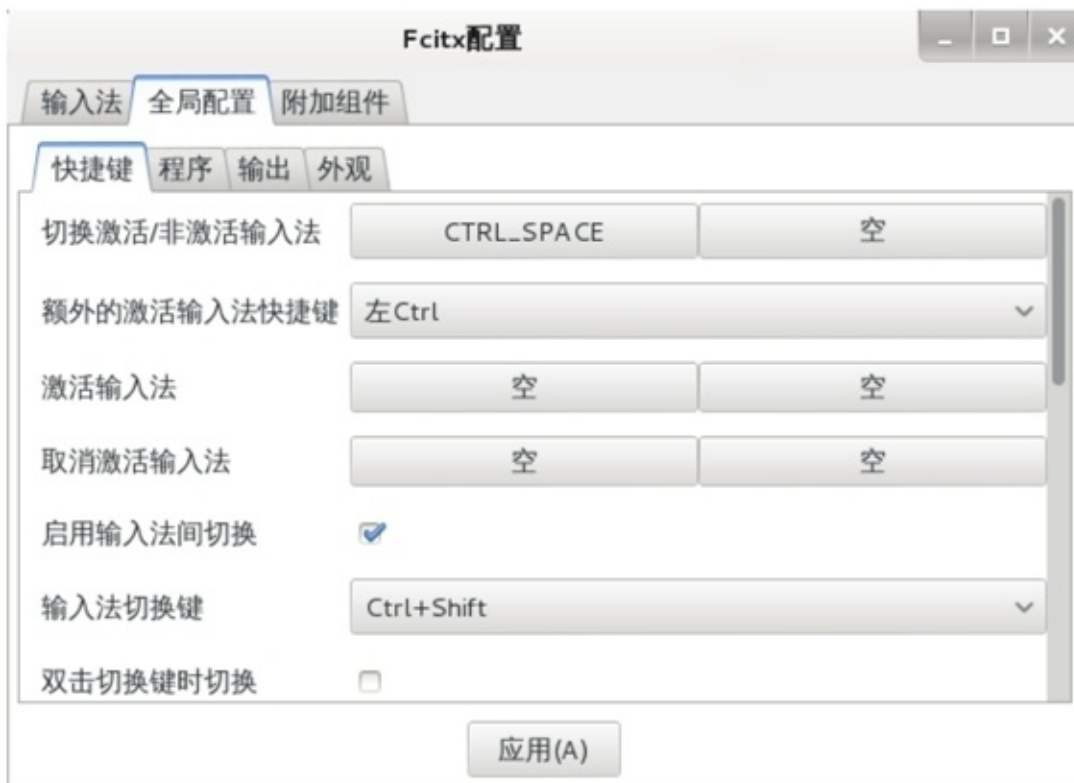 Fcitx配置
输入法 全局配置 附加组件
快捷键 程序 输出 外观
切换激活/非激活输入法 CTRL_SPACE 空
额外的激活输入法快捷键 左Ctrl
激活输入法 空 空
取消激活输入法 空 空
启用输入法间切换
输入法切换键 Ctrl+Shift
双击切换键时切换
应用(A)